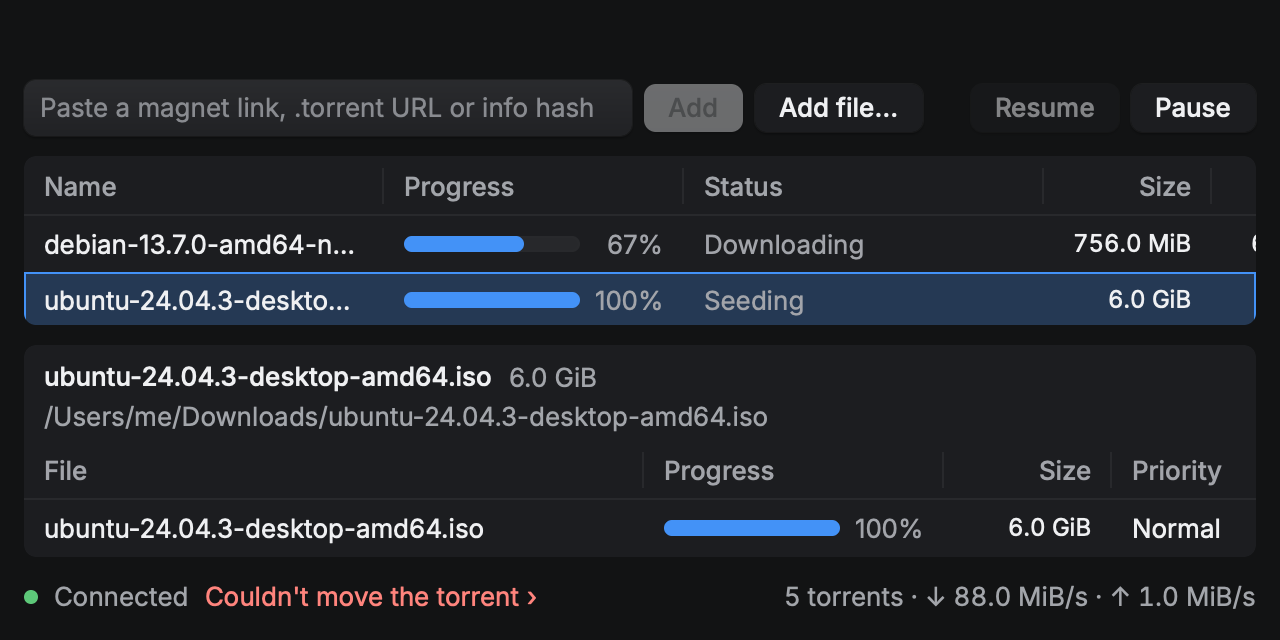 Paste a magnet link, .torrent URL or info hash Add Add file... Resume Pause
Name Progress Status Size
debian-13.7.0-amd64-n... 67% Downloading 756.0 MiB
ubuntu-24.04.3-deskto... 100% Seeding 6.0 GiB
ubuntu-24.04.3-desktop-amd64.iso 6.0 GiB
/Users/me/Downloads/ubuntu-24.04.3-desktop-amd64.iso
File Progress Size Priority
ubuntu-24.04.3-desktop-amd64.iso 100% 6.0 GiB Normal
Connected Couldn't move the torrent › 5 torrents · ↓ 88.0 MiB/s · ↑ 1.0 MiB/s